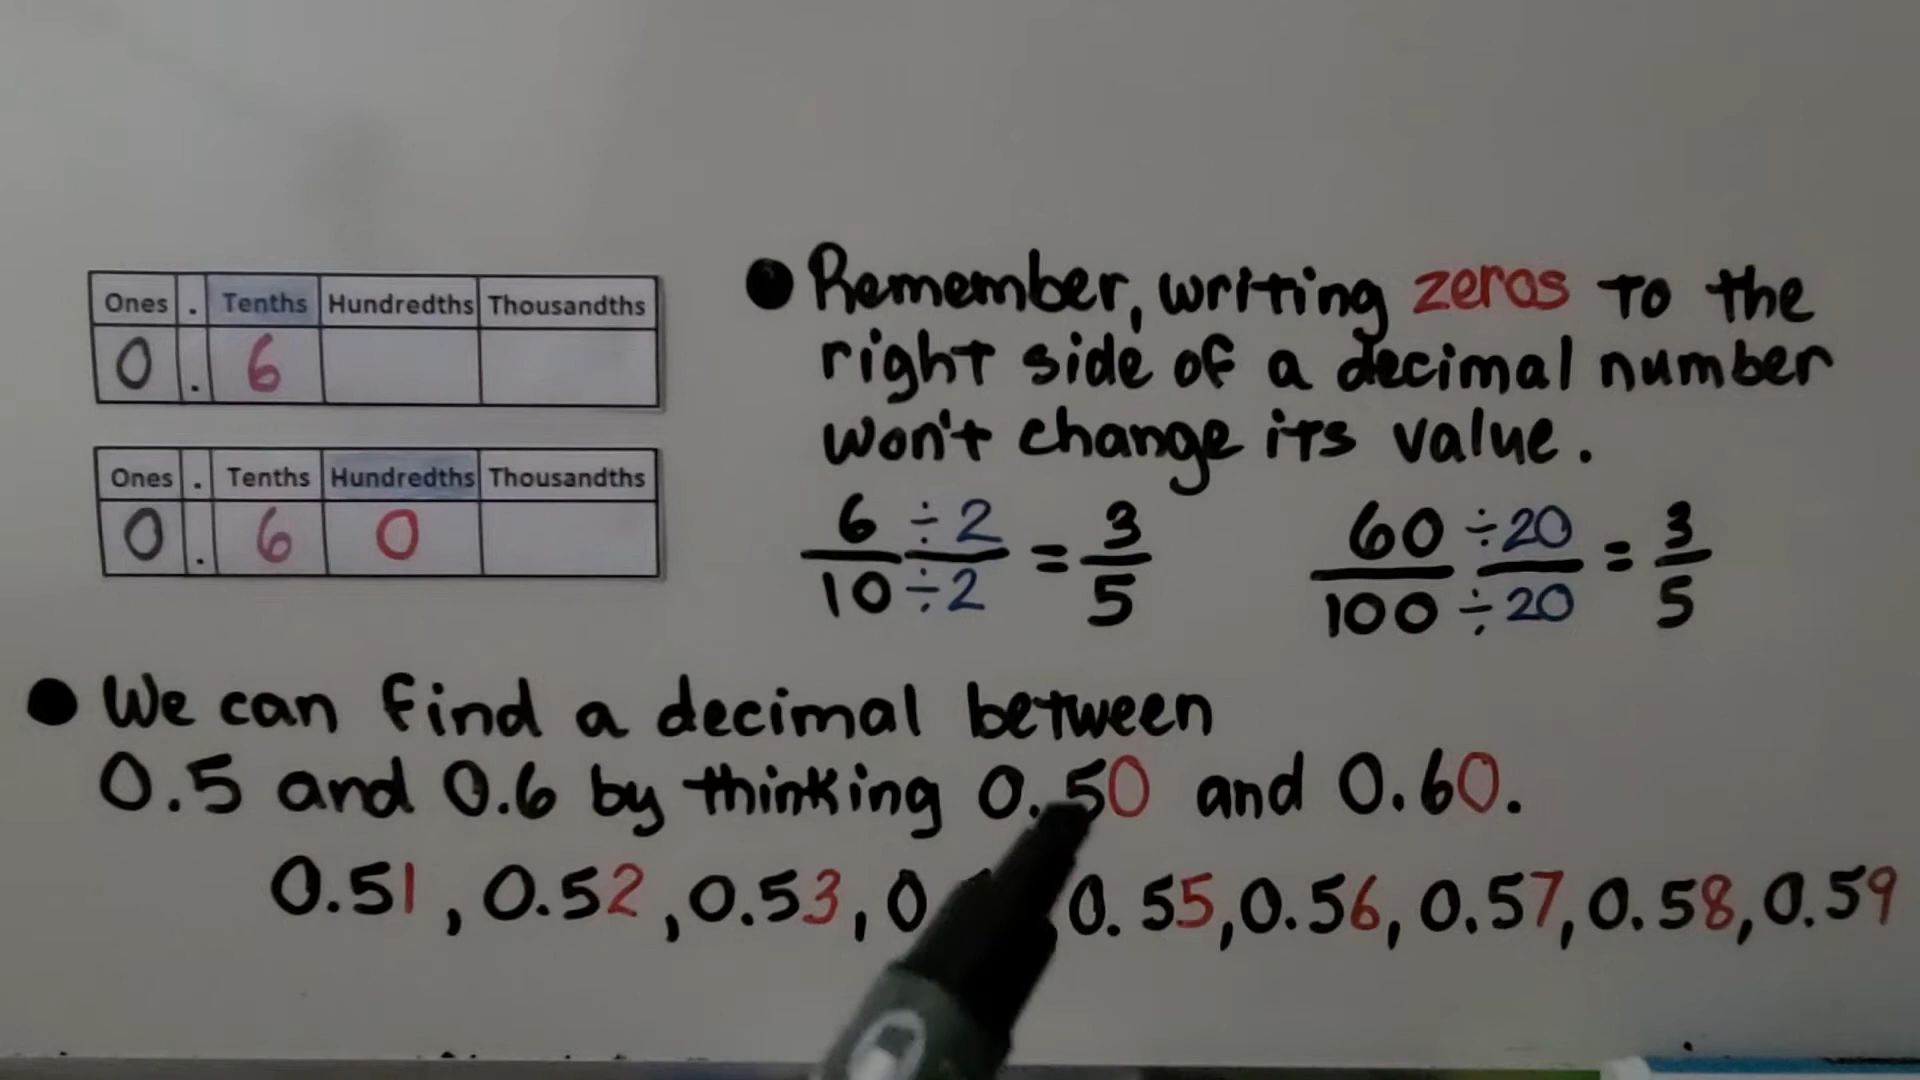 Ones . Tenths Hundredths Thousandths
0 . 6
Ones . Tenths Hundredths Thousandths
0 . 6 0
● Remember, writing zeros to the
right side of a decimal number
won't change its value.
6/10 ÷2/÷2 = 3/5
60/100 ÷20/÷20 = 3/5
● We can find a decimal between
0.5 and 0.6 by thinking 0.50 and 0.60.
0.51, 0.52, 0.53, 0 0.55, 0.56, 0.57, 0.58, 0.59